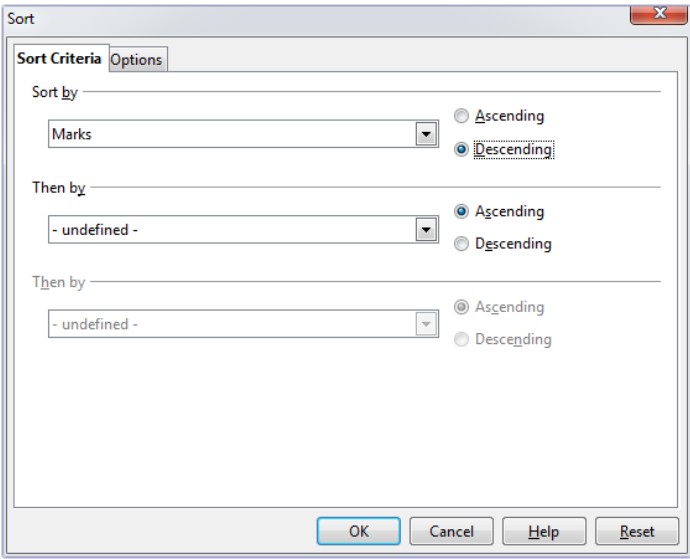 Sort
Sort Criteria Options
Sort by
Marks
Ascending
Descending
Then by
- undefined -
Ascending
Descending
Then by
- undefined -
Ascending
Descending
OK Cancel Help Reset